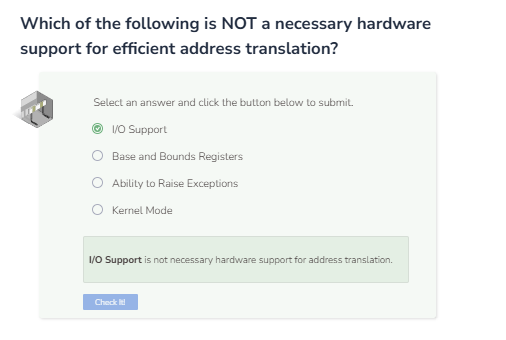 Which of the following is NOT a necessary hardware
support for efficient address translation?
Select an answer and click the button below to submit.
I/O Support
Base and Bounds Registers
Ability to Raise Exceptions
Kernel Mode
I/O Support is not necessary hardware support for address translation.
Check It!